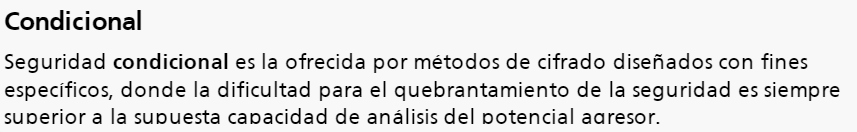 Condicional
Seguridad condicional es la ofrecida por métodos de cifrado diseñados con fines
específicos, donde la dificultad para el quebrantamiento de la seguridad es siempre
superior a la supuesta capacidad de análisis del potencial agresor.